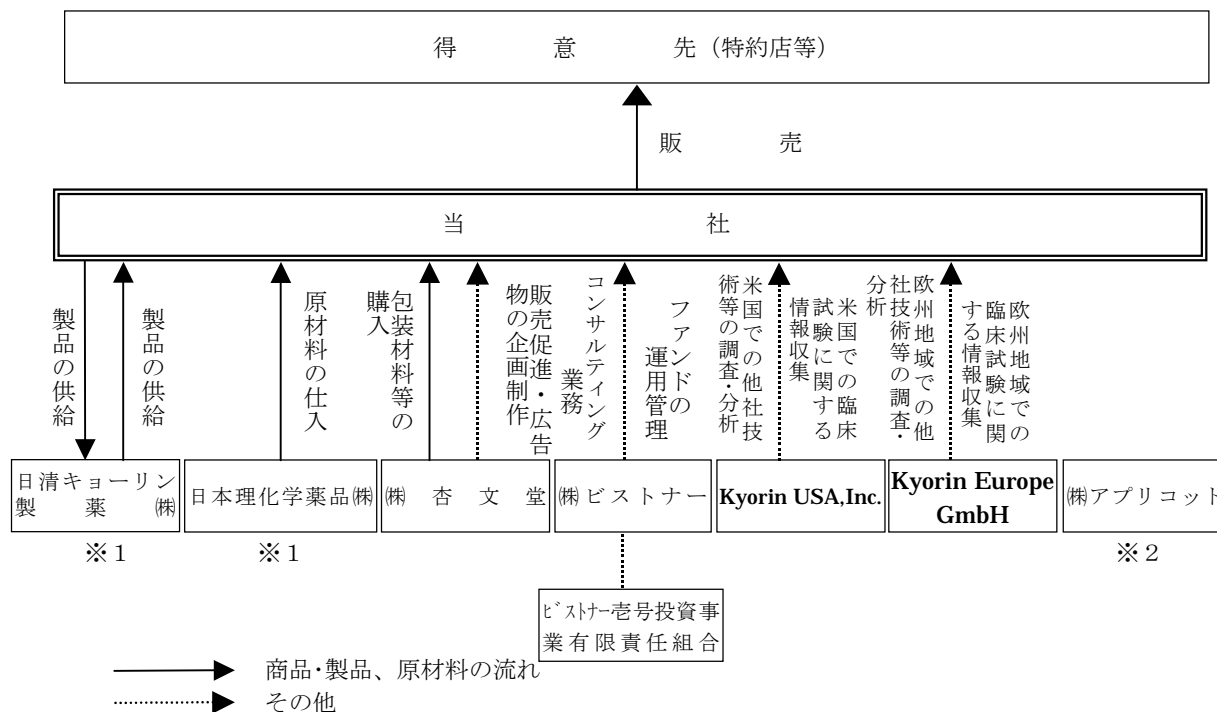 得意先（特約店等）
販売
当社
製品の供給
製品の供給
原材料の仕入
包装材料等の
購入
販売促進・広告
物の企画制作
コンサルティング
業務
ファンドの
運用管理
米国での他社技
術等の調査・分析
米国での臨床
試験に関する
情報収集
欧州地域での他
社技術等の調査・
分析
欧州地域での
臨床試験に関
する情報収集
日清キョーリン
製薬㈱
日本理化学薬品㈱
㈱杏文堂
㈱ビストナー
Kyorin USA,Inc.
Kyorin Europe
GmbH
㈱アプリコット
※1
※1
※2
ビストナー壱号投資事
業有限責任組合
商品・製品、原材料の流れ
その他